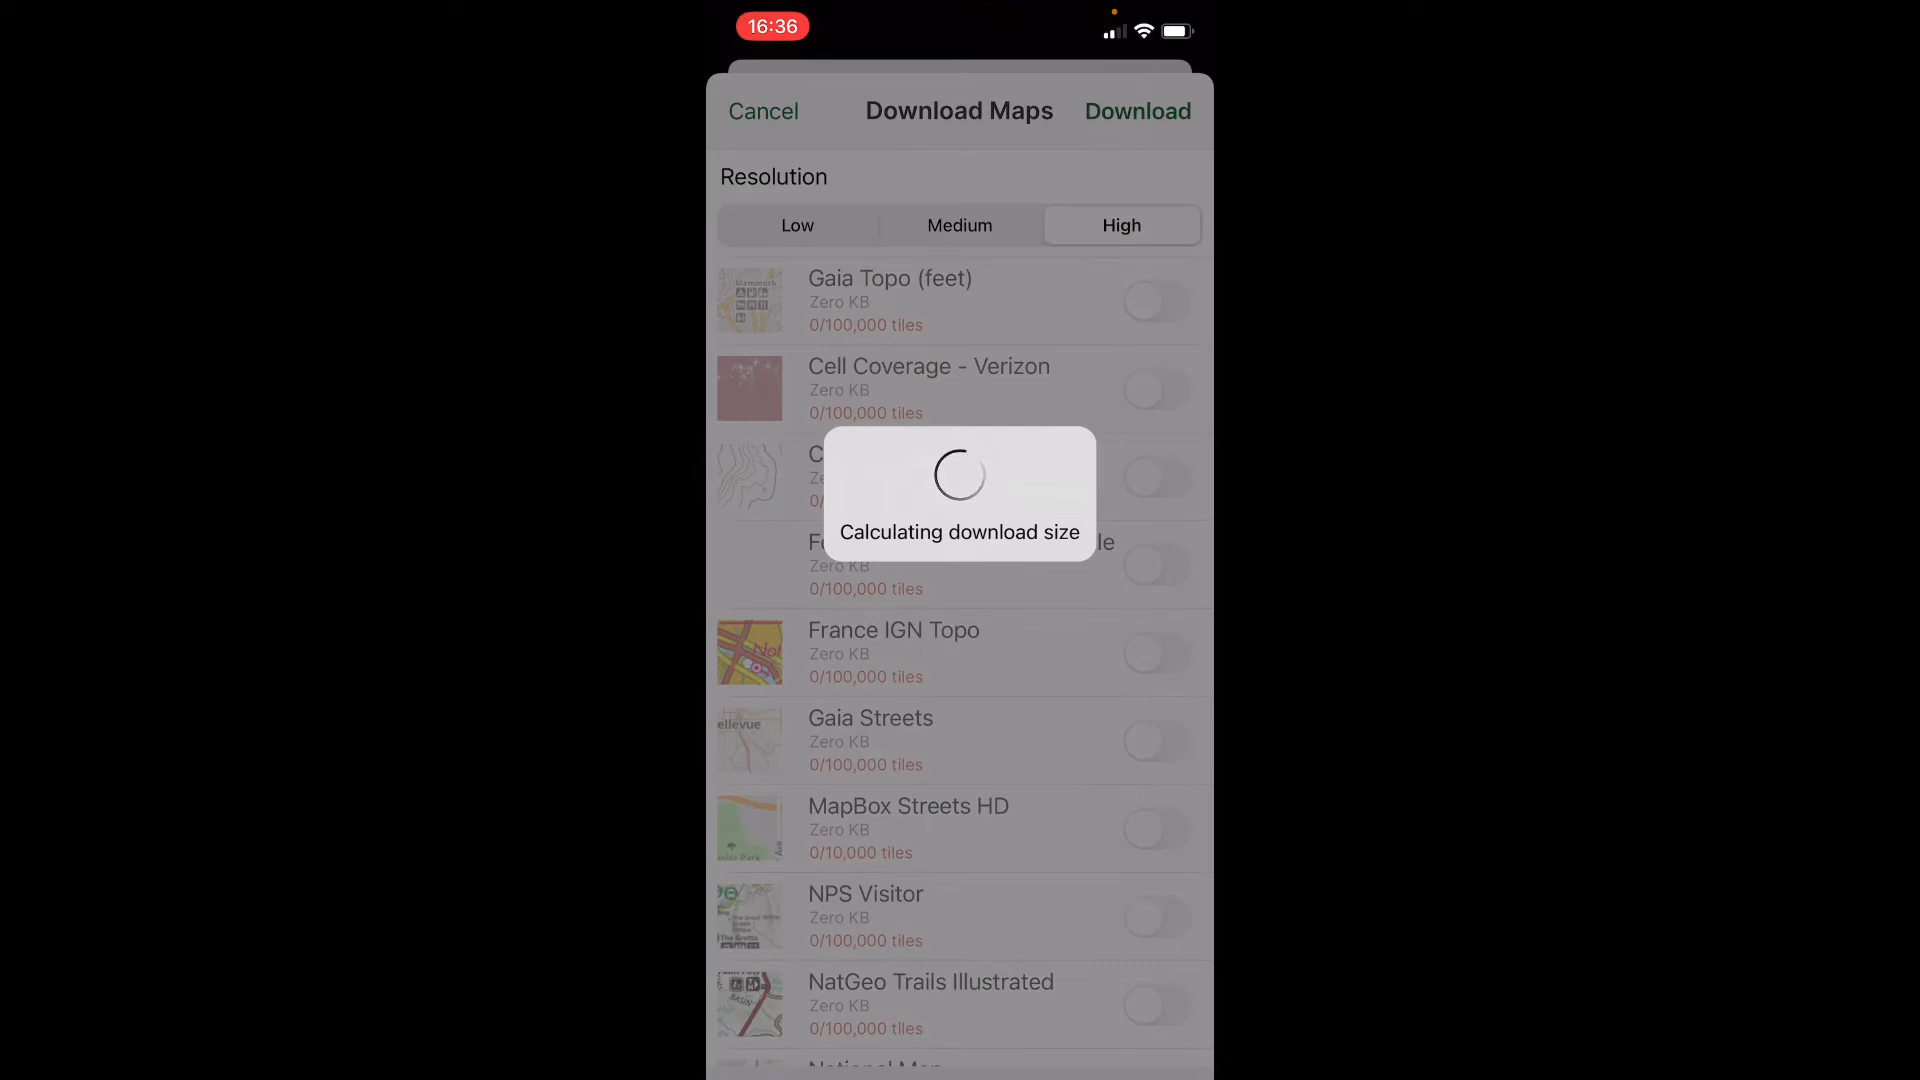 16:36
Cancel
Download Maps
Download
Resolution
Low
Medium
High
Gaia Topo (feet)
Zero KB
0/100,000 tiles
Cell Coverage - Verizon
Zero KB
0/100,000 tiles
Calculating download size
Zero KB
0/100,000 tiles
France IGN Topo
Zero KB
0/100,000 tiles
Gaia Streets
Zero KB
0/100,000 tiles
MapBox Streets HD
Zero KB
0/10,000 tiles
NPS Visitor
Zero KB
0/100,000 tiles
NatGeo Trails Illustrated
Zero KB
0/100,000 tiles